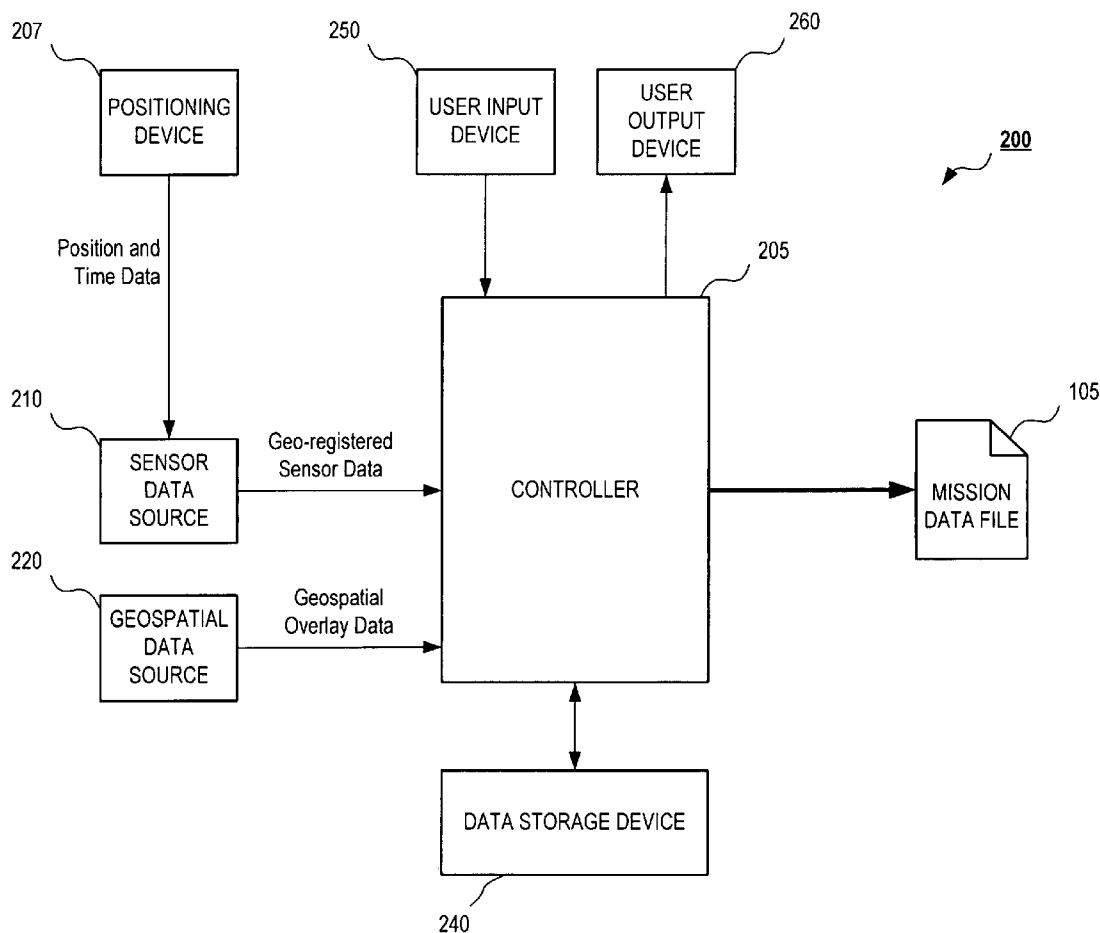 207
250
260
POSITIONING
DEVICE
USER INPUT
DEVICE
USER
OUTPUT
DEVICE
200
Position and
Time Data
205
210
105
SENSOR
DATA
SOURCE
Geo-registered
Sensor Data
CONTROLLER
MISSION
DATA FILE
220
GEOSPATIAL
DATA
SOURCE
Geospatial
Overlay Data
DATA STORAGE DEVICE
240